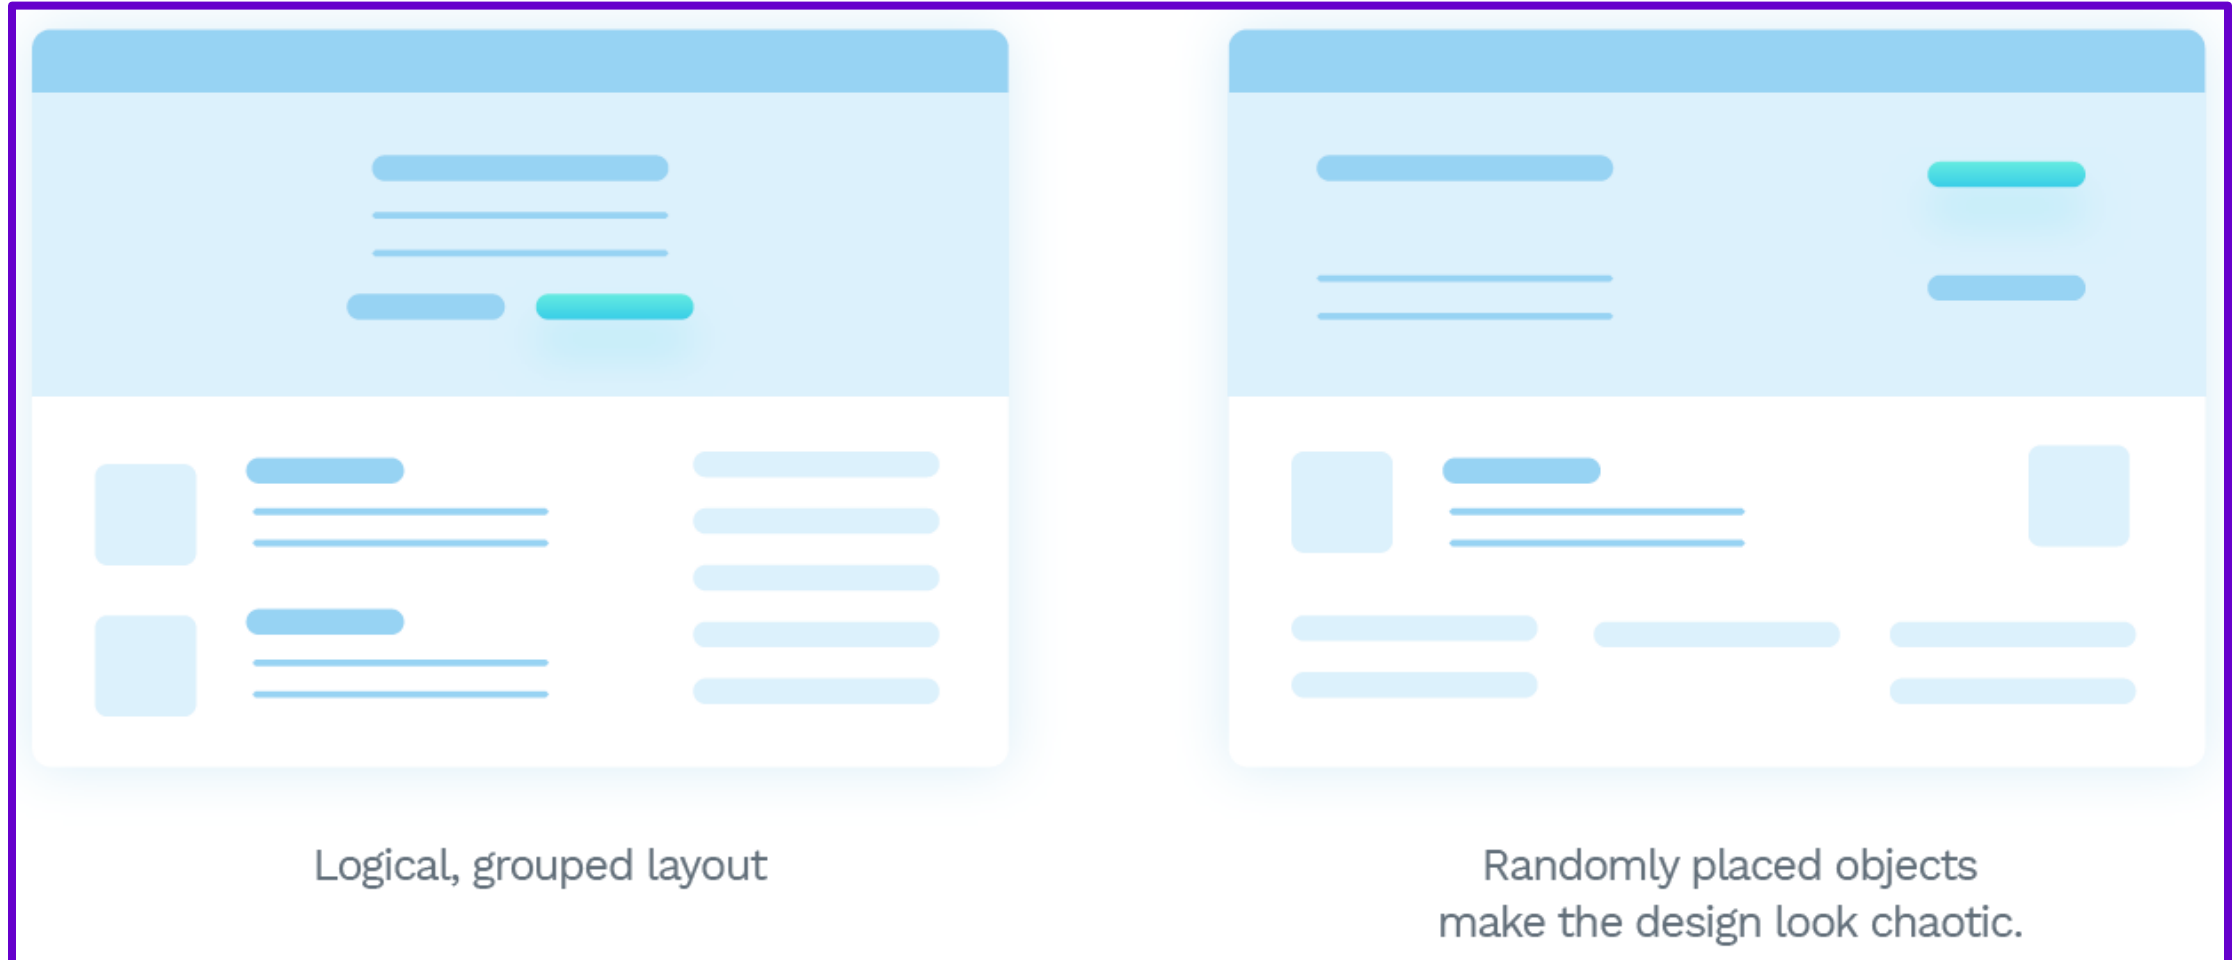 Logical, grouped layout
Randomly placed objects
make the design look chaotic.